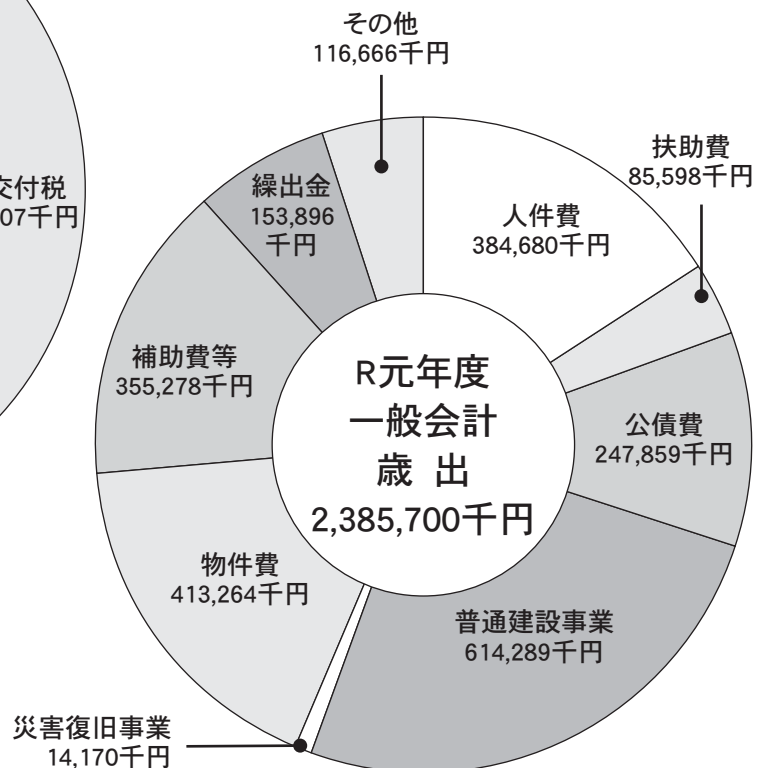 その他
116,666千円
扶助費
85,598千円
人件費
384,680千円
公債費
247,859千円
普通建設事業
614,289千円
災害復旧事業
14,170千円
物件費
413,264千円
補助費等
355,278千円
繰出金
153,896
千円
R元年度
一般会計
歳 出
2,385,700千円
交付税
07千円